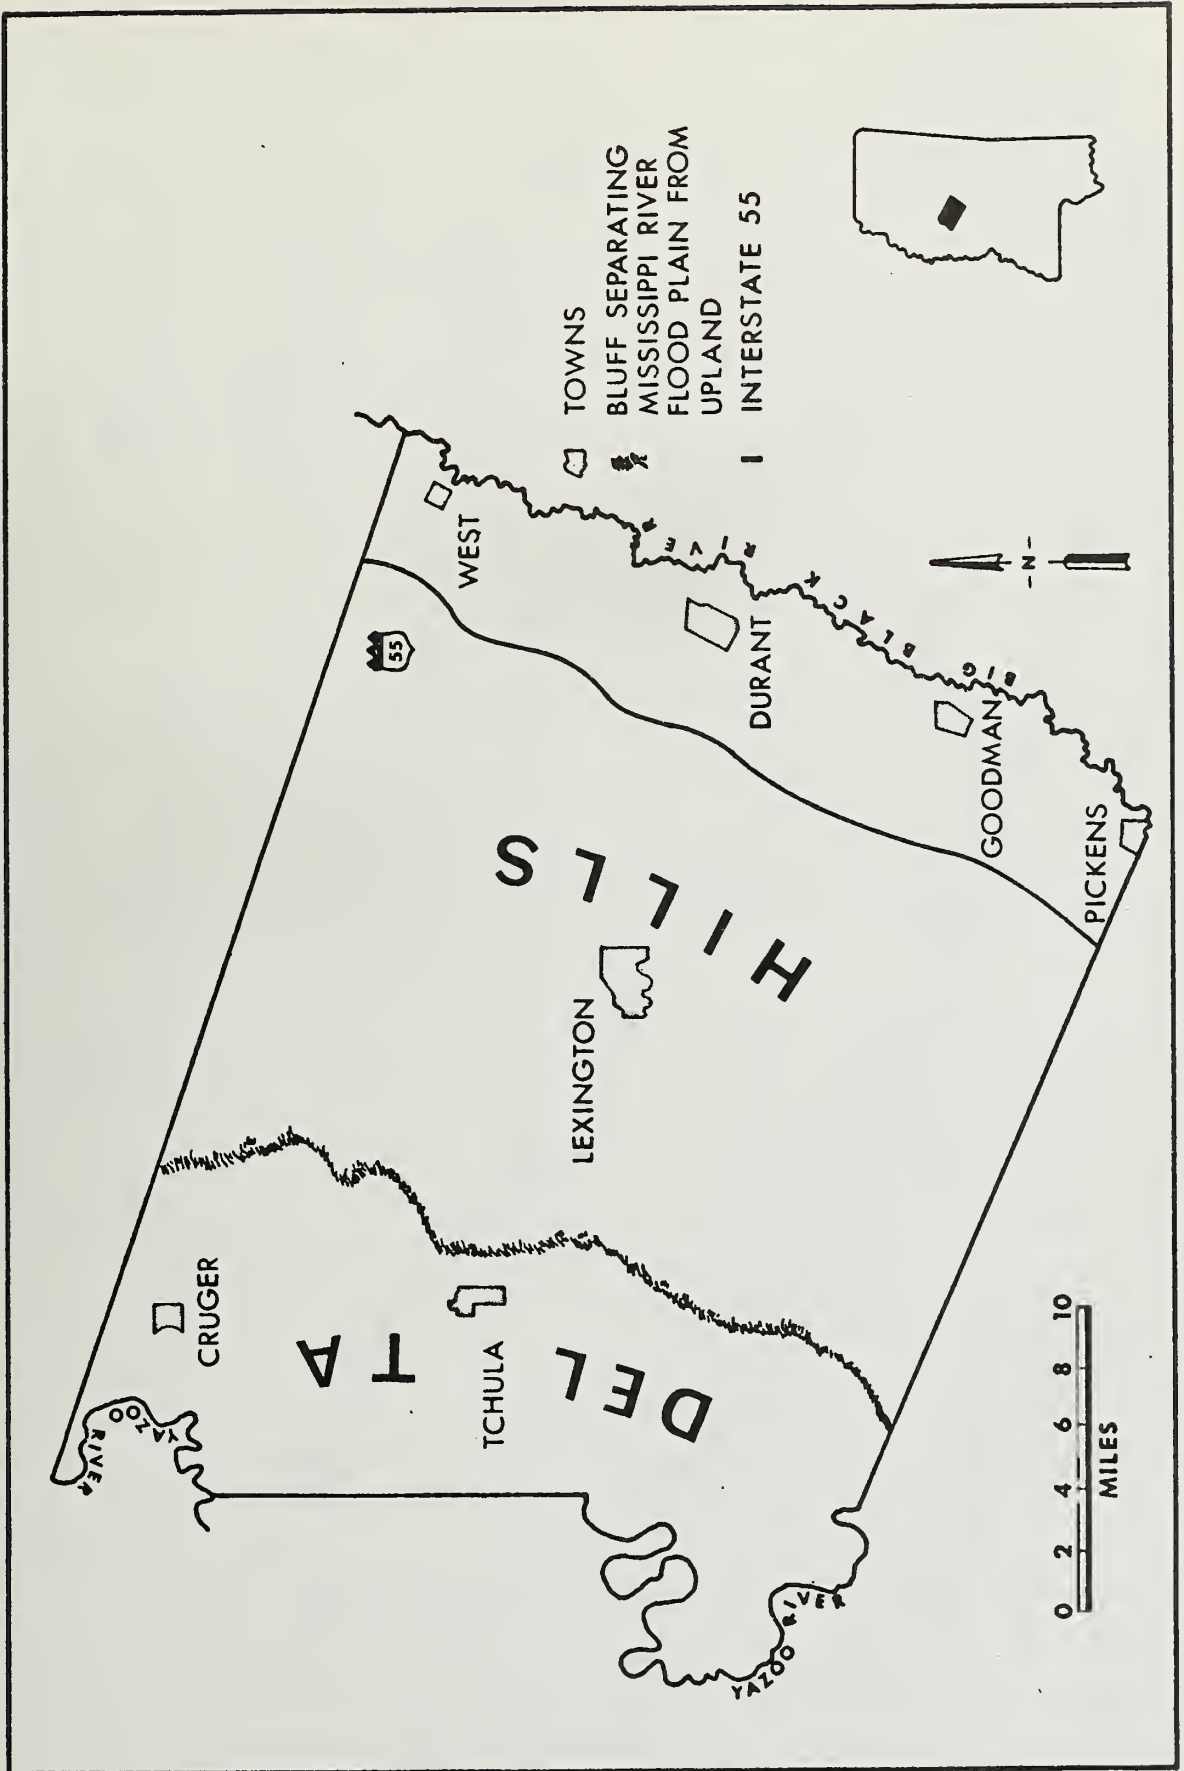 YAZOO
RIVER
CRUGER
DELTA
TCHULA
YAZOO RIVER
HILLS
LEXINGTON
55
WEST
DURANT
GOODMAN
PICKENS
BIG BLACK RIVER
TOWNS
BLUFF SEPARATING
MISSISSIPPI RIVER
FLOOD PLAIN FROM
UPLAND
INTERSTATE 55
-N-
0 2 4 6 8 10
MILES